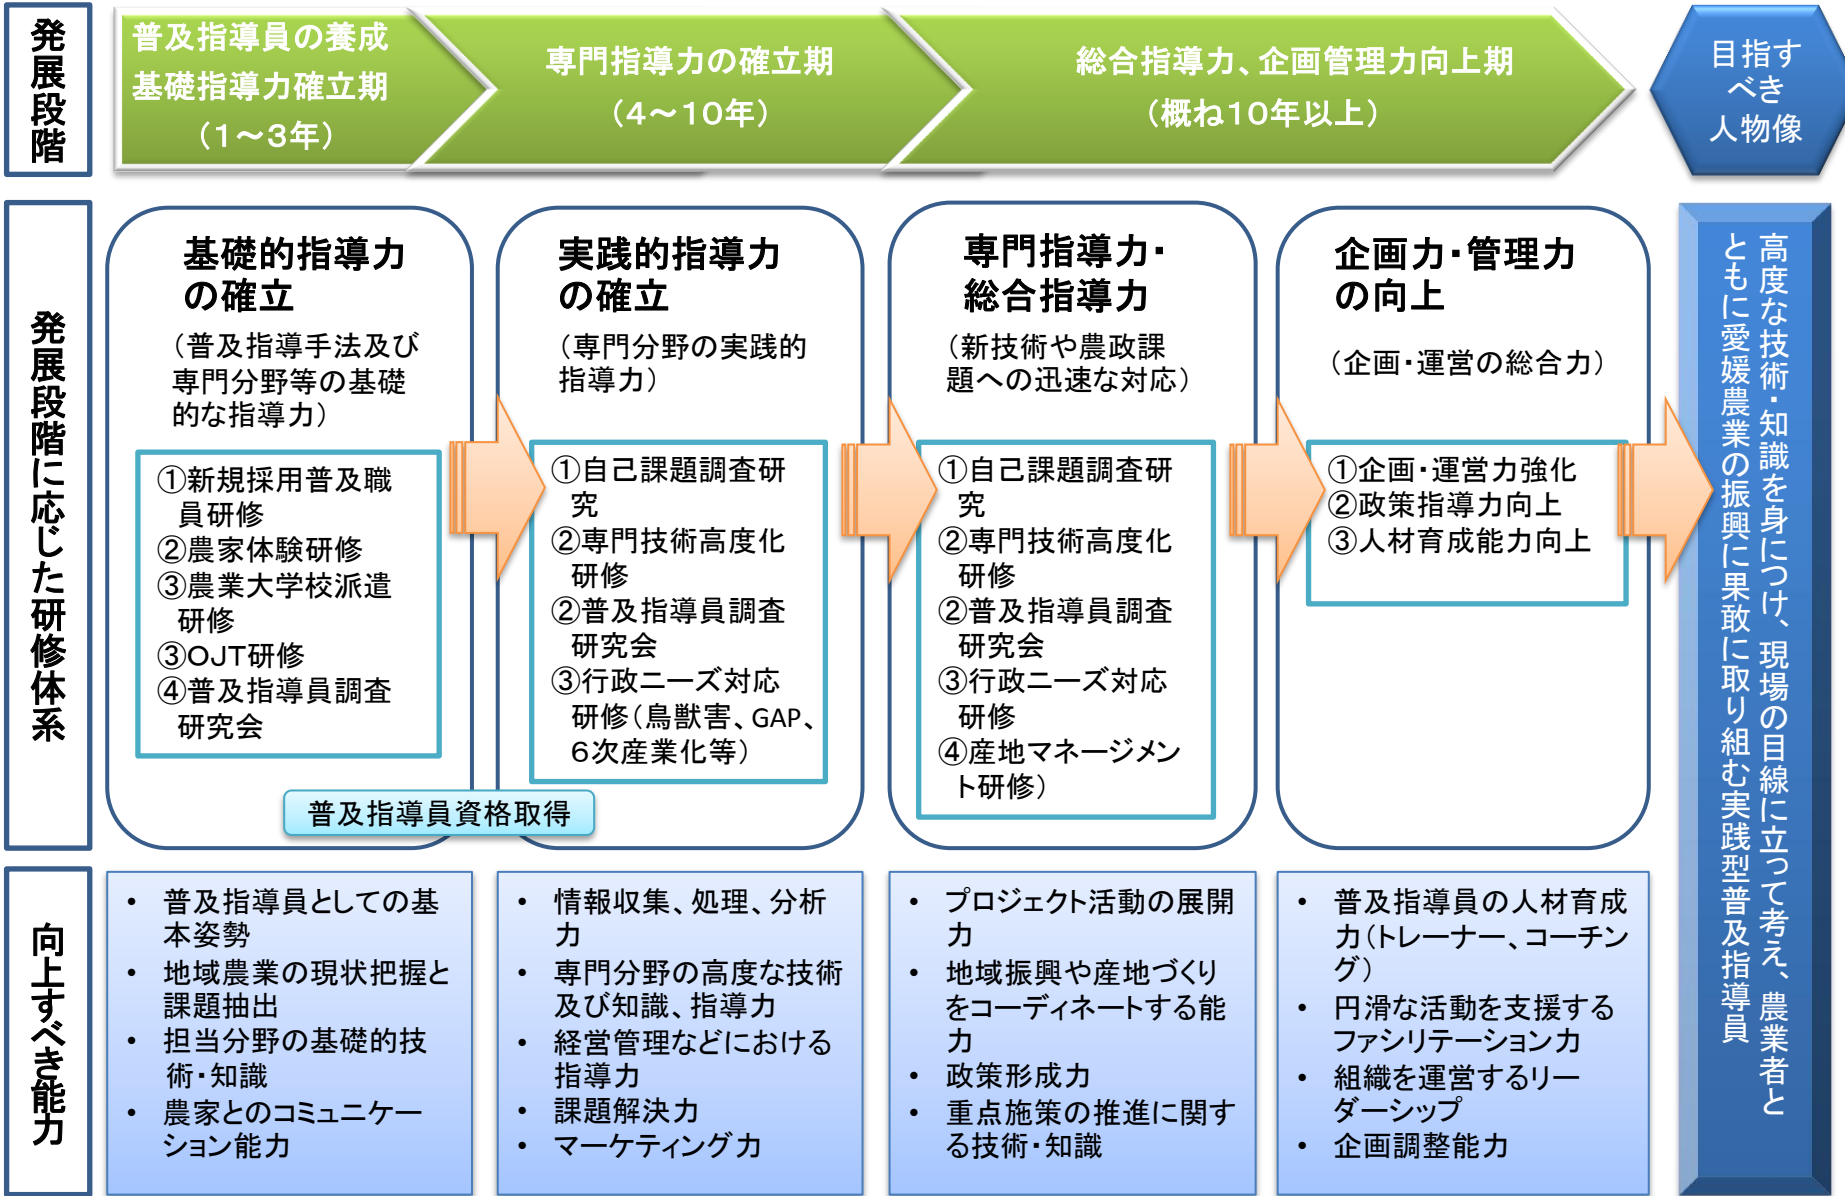 発展段階
普及指導員の養成
基礎指導力確立期
（1～3年）
専門指導力の確立期
（4～10年）
総合指導力、企画管理力向上期
（概ね10年以上）
目指す
べき
人物像
発展段階に応じた研修体系
基礎的指導力
の確立
（普及指導手法及び
専門分野等の基礎
的な指導力）
①新規採用普及職
員研修
②農家体験研修
③農業大学校派遣
研修
③OJT研修
④普及指導員調査
研究会
実践的指導力
の確立
（専門分野の実践的
指導力）
①自己課題調査研
究
②専門技術高度化
研修
②普及指導員調査
研究会
③行政ニーズ対応
研修（鳥獣害、GAP、
6次産業化等）
普及指導員資格取得
専門指導力・
総合指導力
（新技術や農政課
題への迅速な対応）
①自己課題調査研
究
②専門技術高度化
研修
②普及指導員調査
研究会
③行政ニーズ対応
研修
④産地マネージメン
ト研修）
企画力・管理力
の向上
（企画・運営の総合力）
①企画・運営力強化
②政策指導力向上
③人材育成能力向上
高度な技術・知識を身につけ、現場の目線に立って考え、農業者と
ともに愛媛農業の振興に果敢に取り組む実践型普及指導員
向上すべき能力
• 普及指導員としての基
本姿勢
• 地域農業の現状把握と
課題抽出
• 担当分野の基礎的技
術・知識
• 農家とのコミュニケー
ション能力
• 情報収集、処理、分析
力
• 専門分野の高度な技術
及び知識、指導力
• 経営管理などにおける
指導力
• 課題解決力
• マーケティング力
• プロジェクト活動の展開
力
• 地域振興や産地づくり
をコーディネートする能
力
• 政策形成力
• 重点施策の推進に関す
る技術・知識
• 普及指導員の人材育成
力（トレーナー、コーチン
グ）
• 円滑な活動を支援する
ファシリテーション力
• 組織を運営するリー
ダーシップ
• 企画調整能力